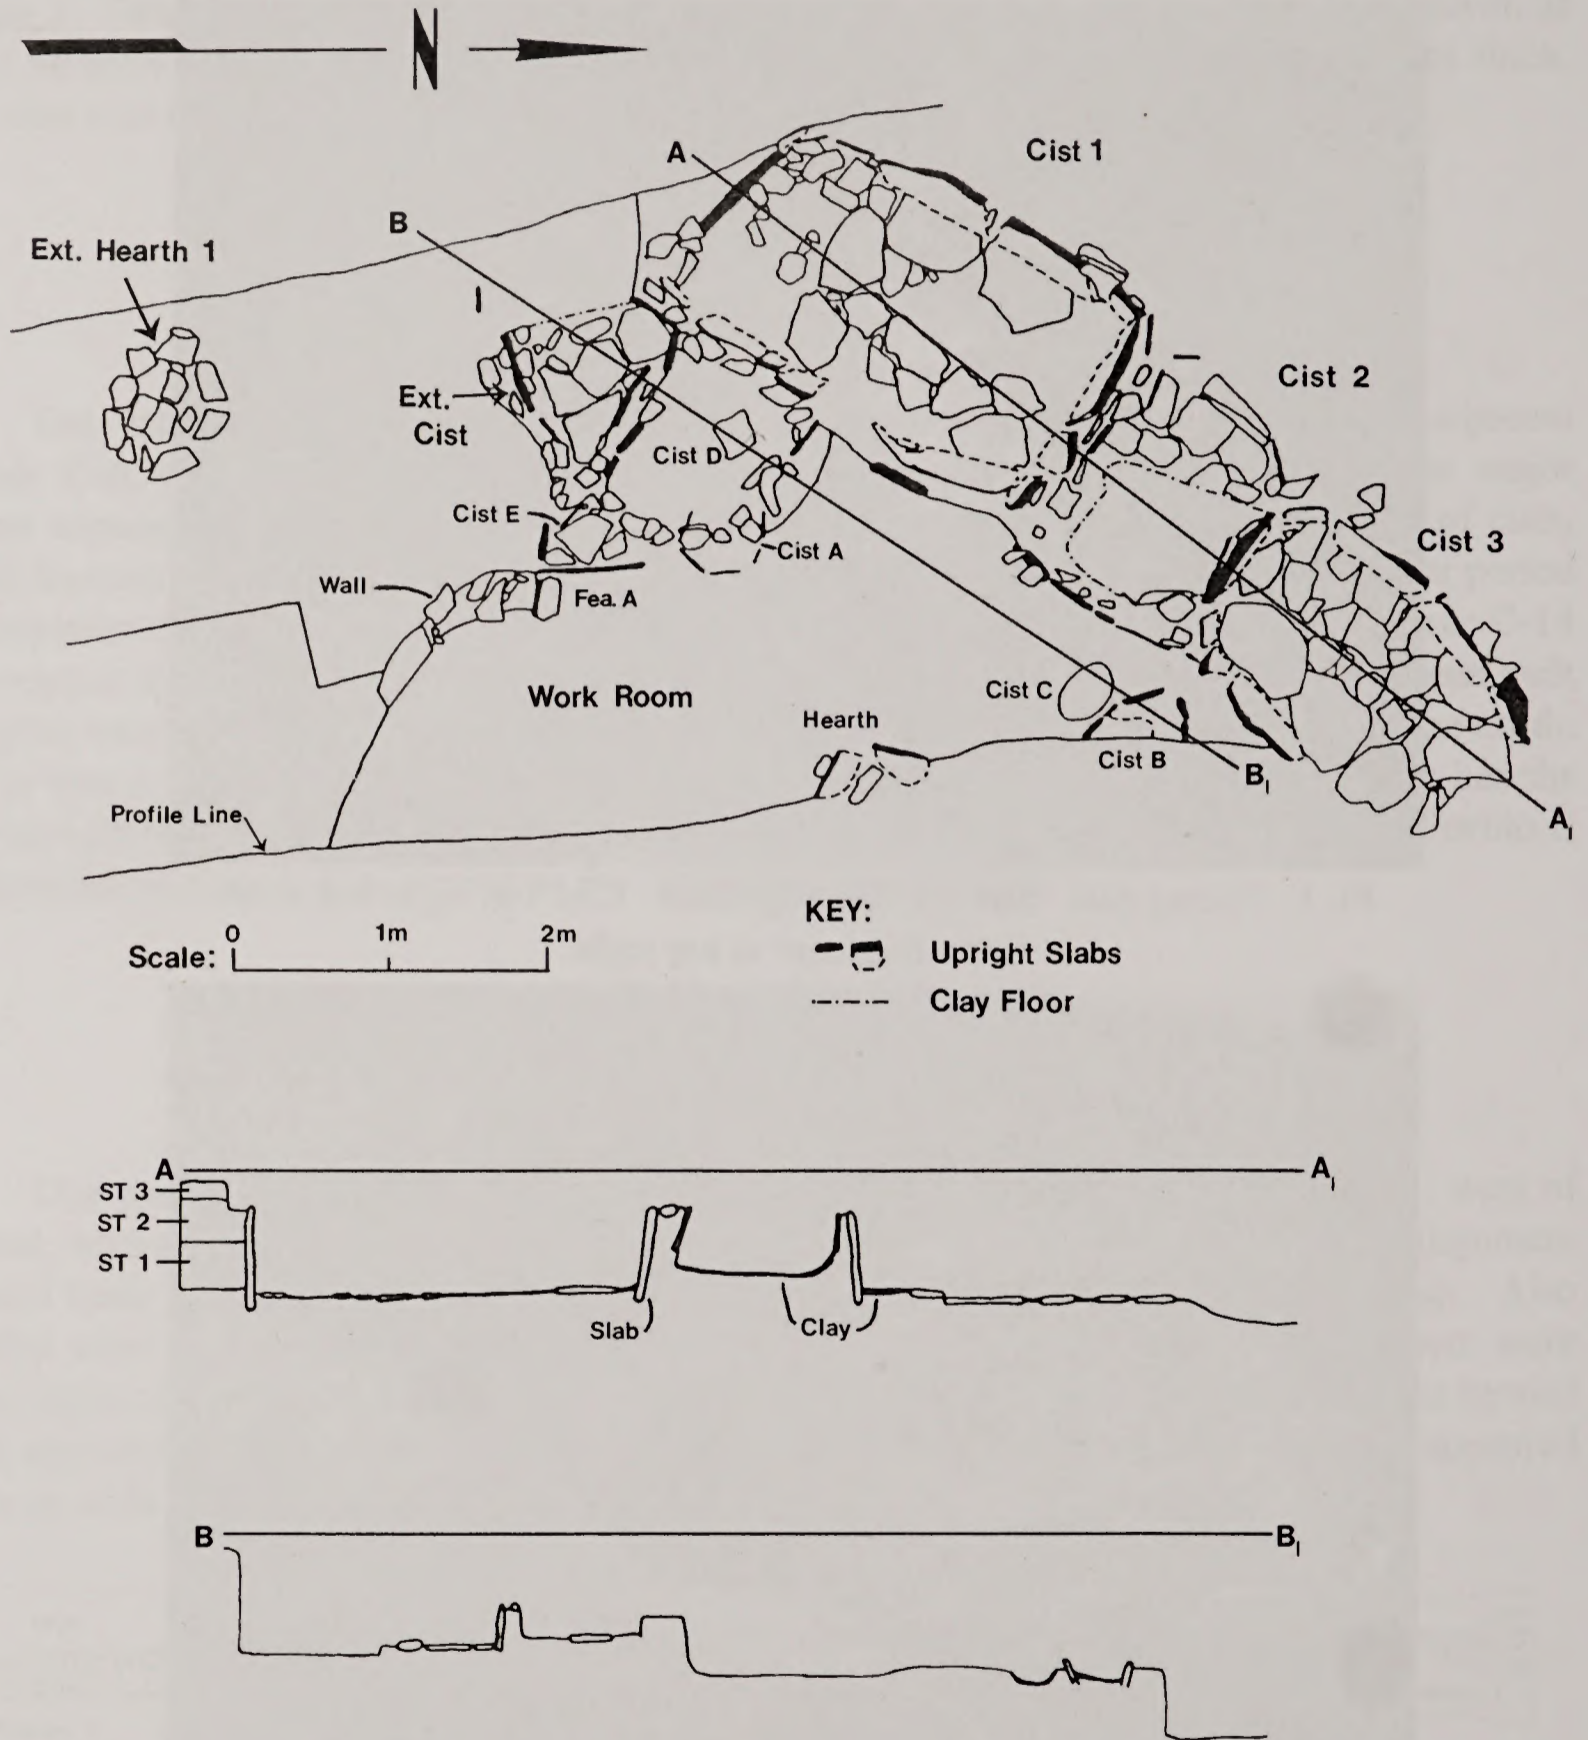 N
A
Cist 1
B
Ext. Hearth 1
Cist 2
Ext.
Cist
Cist D
Cist E
Cist A
Cist 3
Wall
Fea. A
Work Room
Cist C
Hearth
Cist B
B₁
A₁
Profile Line
KEY:
0 1m 2m
Scale:
Upright Slabs
Clay Floor
A A₁
ST 3
ST 2
ST 1
Slab Clay
B B₁